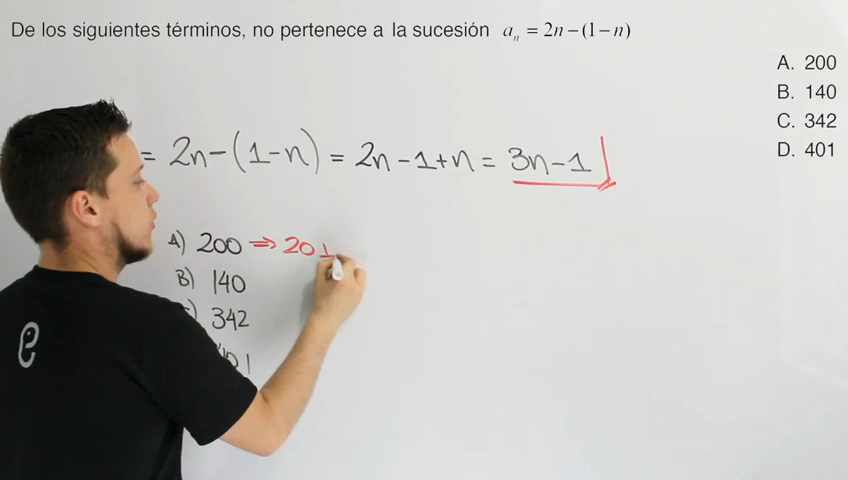 De los siguientes términos, no pertenece a la sucesión aₙ = 2n − (1 − n)
A. 200
B. 140
C. 342
D. 401
= 2n − (1 − n) = 2n − 1 + n = 3n − 1
A) 200 ⇒ 201
B) 140
) 342
401
e